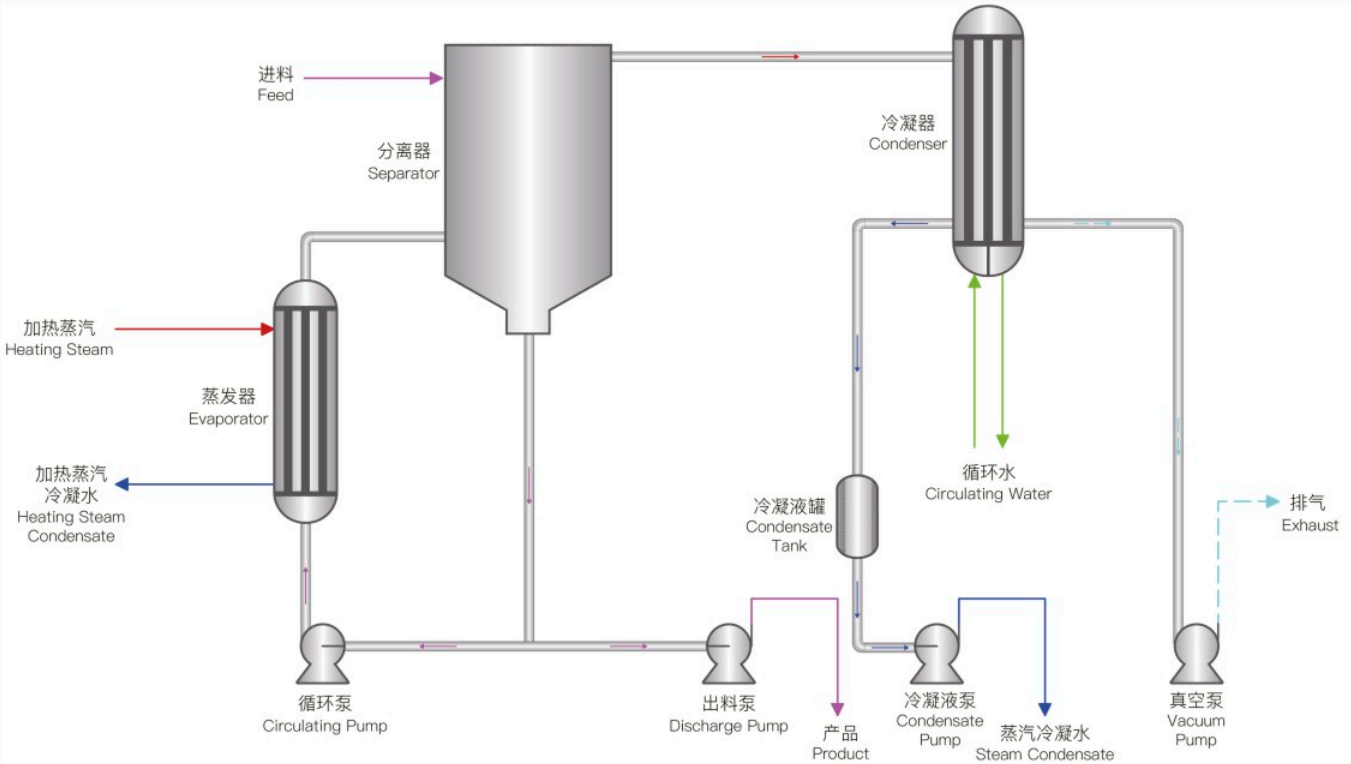 进料
Feed
分离器
Separator
冷凝器
Condenser
加热蒸汽
Heating Steam
蒸发器
Evaporator
加热蒸汽
冷凝水
Heating Steam
Condensate
循环水
Circulating Water
冷凝液罐
Condensate
Tank
排气
Exhaust
循环泵
Circulating Pump
出料泵
Discharge Pump
产品
Product
冷凝液泵
Condensate
Pump
蒸汽冷凝水
Steam Condensate
真空泵
Vacuum
Pump